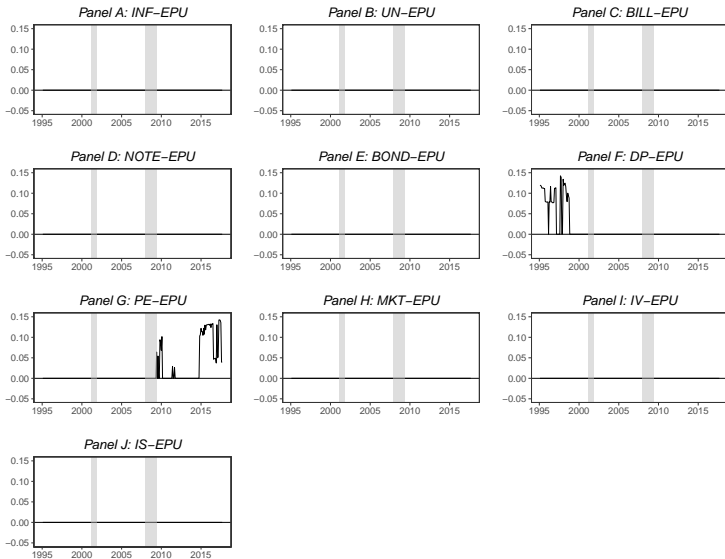 Panel A: INF−EPU
Panel B: UN−EPU
Panel C: BILL−EPU
0.15
0.10
0.05
0.00
−0.05
1995 2000 2005 2010 2015
0.15
0.10
0.05
0.00
−0.05
1995 2000 2005 2010 2015
0.15
0.10
0.05
0.00
−0.05
1995 2000 2005 2010 2015
Panel D: NOTE−EPU
Panel E: BOND−EPU
Panel F: DP−EPU
0.15
0.10
0.05
0.00
−0.05
1995 2000 2005 2010 2015
0.15
0.10
0.05
0.00
−0.05
1995 2000 2005 2010 2015
0.15
0.10
0.05
0.00
−0.05
1995 2000 2005 2010 2015
Panel G: PE−EPU
Panel H: MKT−EPU
Panel I: IV−EPU
0.15
0.10
0.05
0.00
−0.05
1995 2000 2005 2010 2015
0.15
0.10
0.05
0.00
−0.05
1995 2000 2005 2010 2015
0.15
0.10
0.05
0.00
−0.05
1995 2000 2005 2010 2015
Panel J: IS−EPU
0.15
0.10
0.05
0.00
−0.05
1995 2000 2005 2010 2015